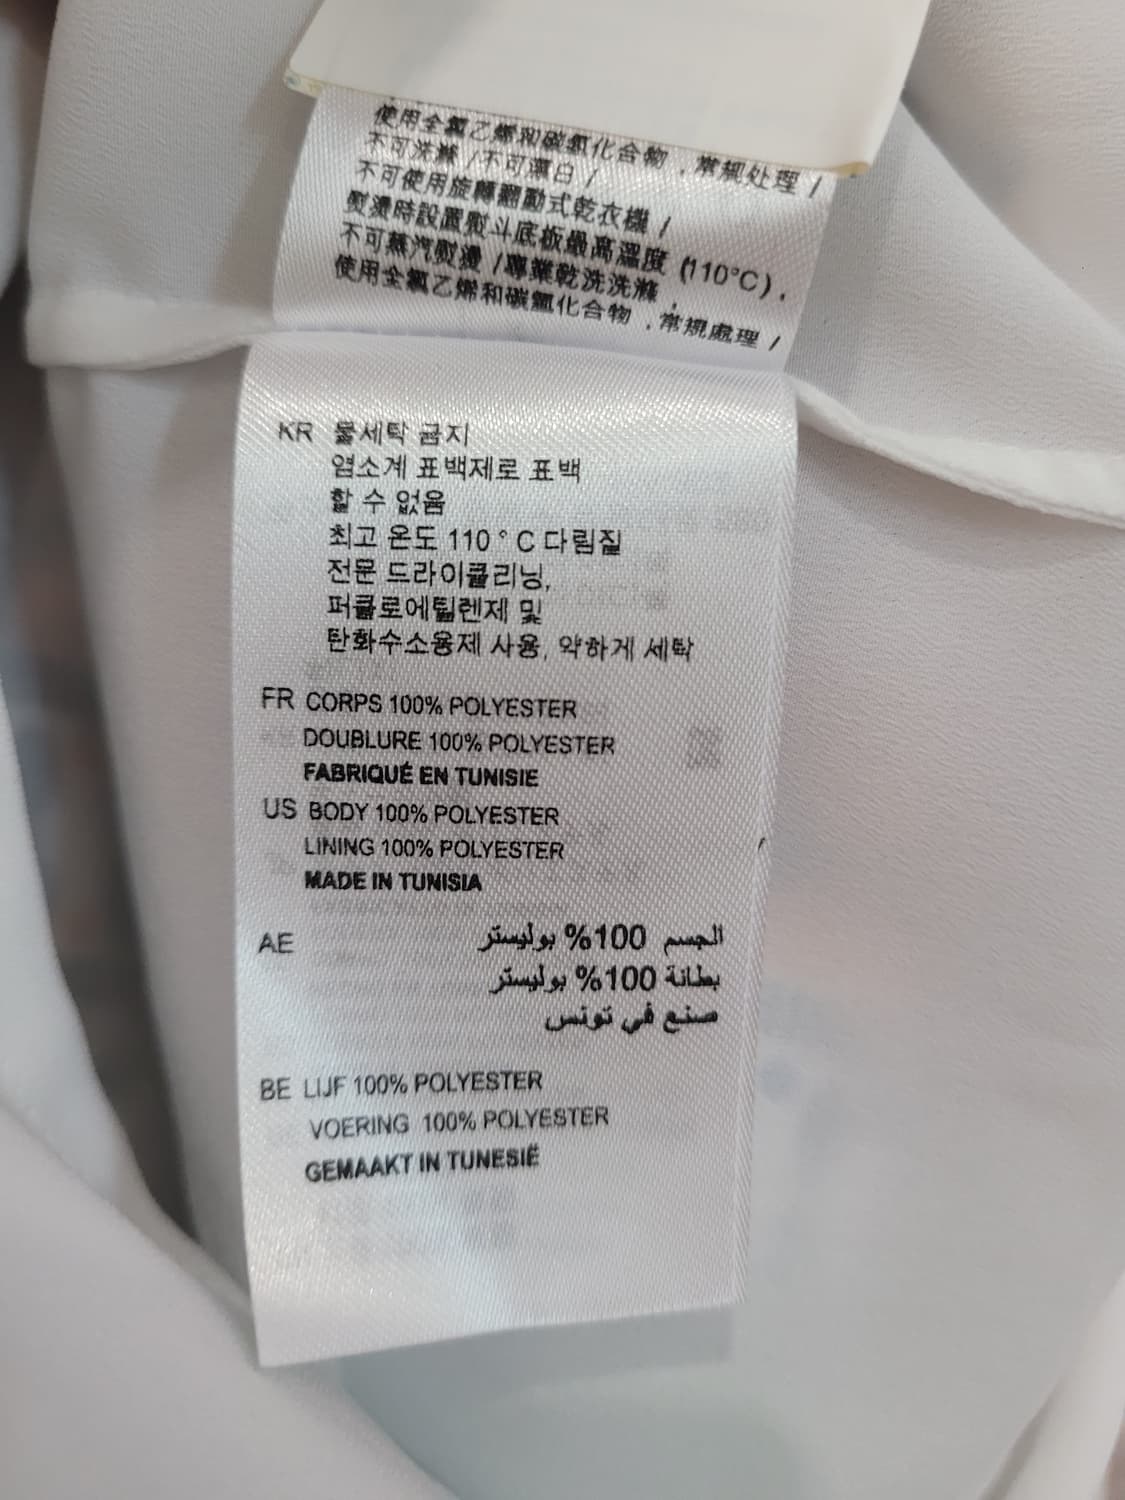 使用全氯乙烯和碳氢化合物 , 常规处理 /
不可洗滌 /不可漂白 /
不可使用旋轉翻動式乾衣機 /
熨燙時設置熨斗底板最高溫度 (110°C) ,
不可蒸汽熨燙 /專業乾洗洗滌 ,
使用全氯乙烯和碳氫化合物 , 常規處理 /
KR 물세탁 금지
염소계 표백제로 표백
할 수 없음
최고 온도 110 ° C 다림질
전문 드라이클리닝,
퍼클로에틸렌제 및
탄화수소용제 사용, 약하게 세탁
FR CORPS 100% POLYESTER
DOUBLURE 100% POLYESTER
FABRIQUÉ EN TUNISIE
US BODY 100% POLYESTER
LINING 100% POLYESTER
MADE IN TUNISIA
AE الجسم 100% بوليستر
بطانة 100% بوليستر
صنع في تونس
BE LIJF 100% POLYESTER
VOERING 100% POLYESTER
GEMAAKT IN TUNESIË